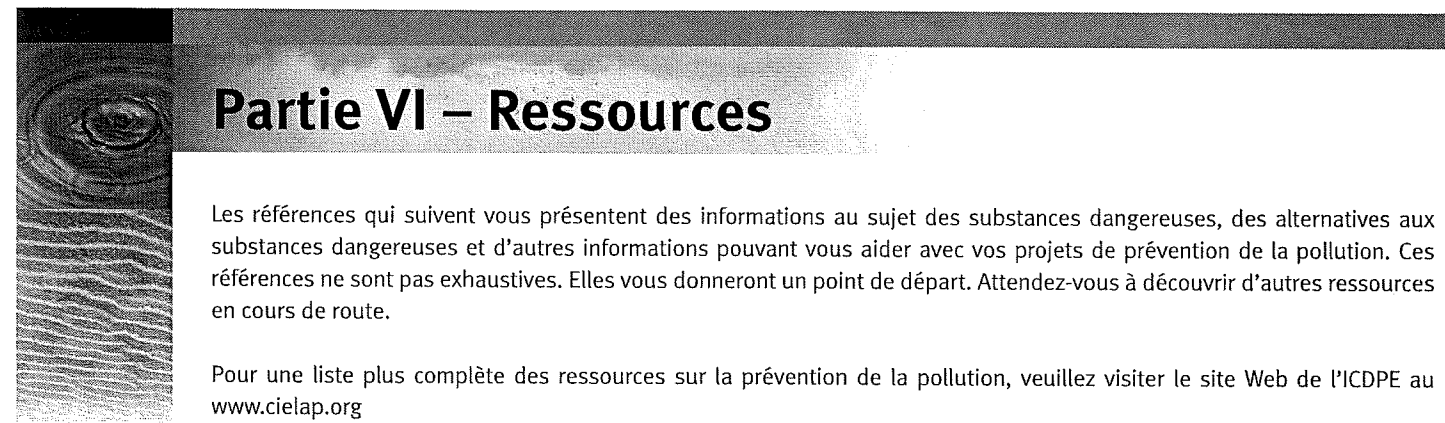 Partie VI – Ressources
Les références qui suivent vous présentent des informations au sujet des substances dangereuses, des alternatives aux
substances dangereuses et d'autres informations pouvant vous aider avec vos projets de prévention de la pollution. Ces
références ne sont pas exhaustives. Elles vous donneront un point de départ. Attendez-vous à découvrir d'autres ressources
en cours de route.
Pour une liste plus complète des ressources sur la prévention de la pollution, veuillez visiter le site Web de l'ICDPE au
www.cielap.org